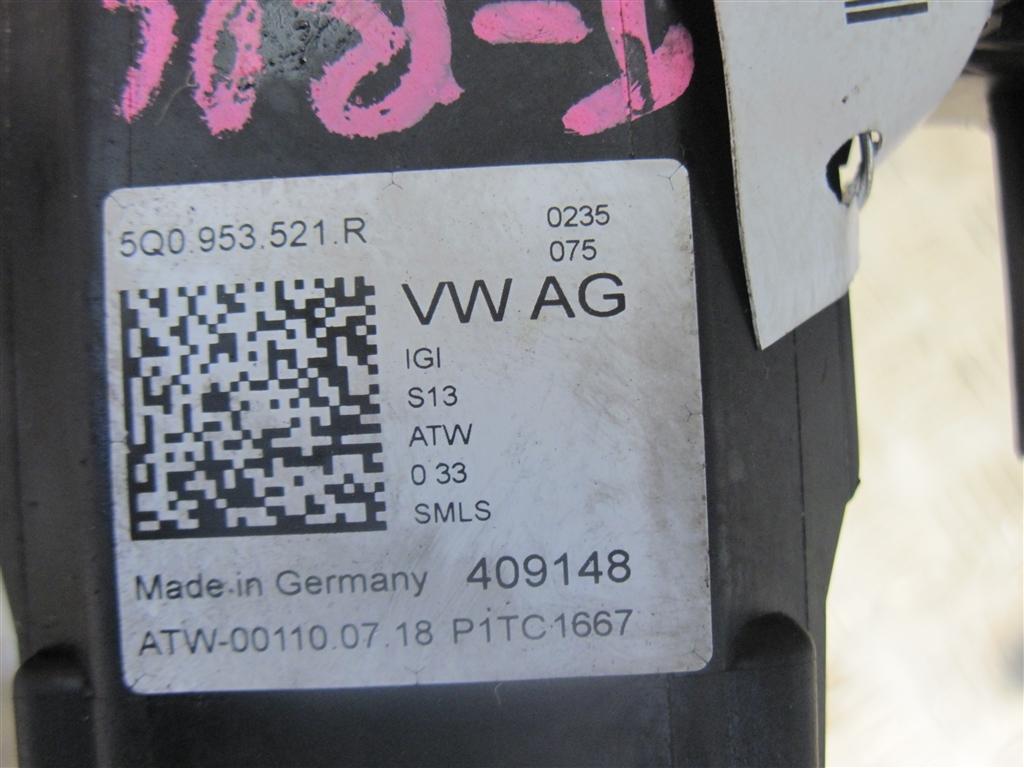 5Q0.953.521.R
0235
075
VW AG
IGI
S13
ATW
0 33
SMLS
Made in Germany 409148
ATW-00110.07.18 P1TC1667